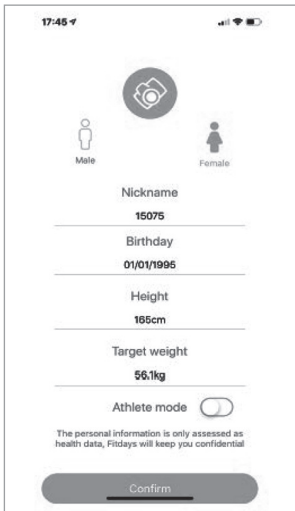 17:45
Male
Female
Nickname
15075
Birthday
01/01/1995
Height
165cm
Target weight
56.1kg
Athlete mode
The personal information is only assessed as
health data, Fitdays will keep you confidential
Confirm